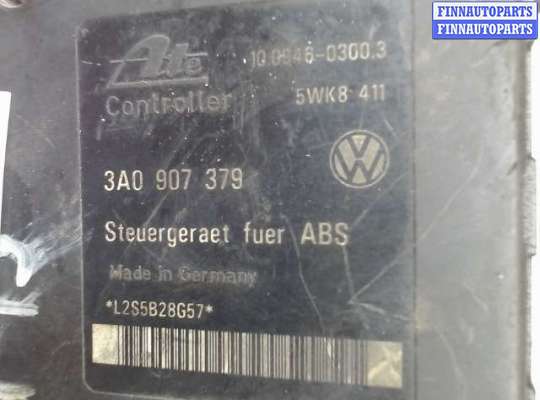 FINNAUTOPARTS
FINNAUTOPARTS
Ate 10.0946-0300.3
Controller 5WK8 411
3A0 907 379
Steuergeraet fuer ABS
Made in Germany
*L2S5B28G57*